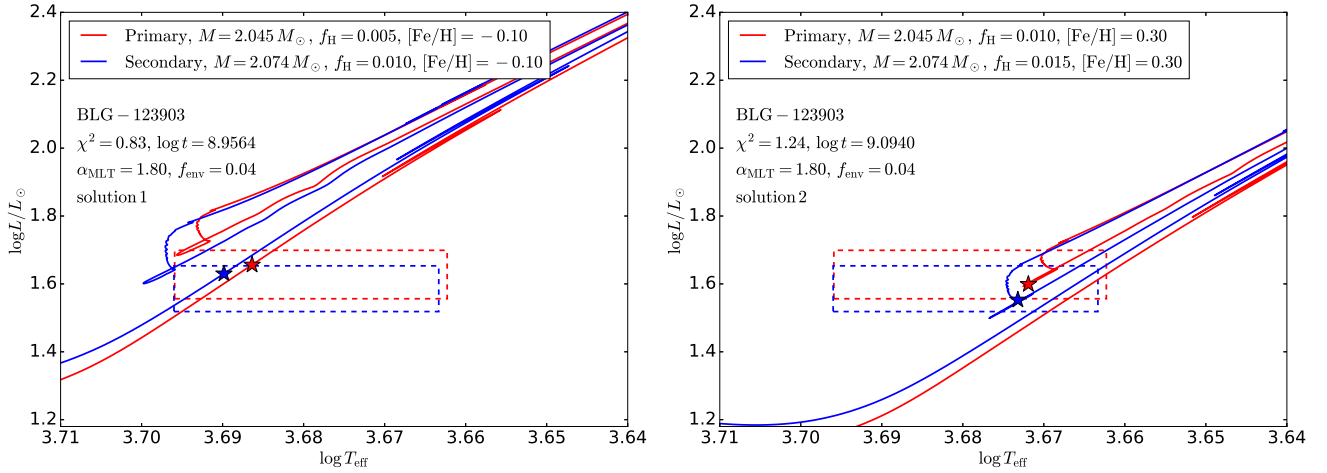 2.4
2.2
2.0
1.8
1.6
1.4
1.2
log L/L⊙
Primary, M = 2.045 M⊙, fH = 0.005, [Fe/H] = −0.10
Secondary, M = 2.074 M⊙, fH = 0.010, [Fe/H] = −0.10
BLG − 123903
χ² = 0.83, log t = 8.9564
αMLT = 1.80, fenv = 0.04
solution 1
3.71 3.70 3.69 3.68 3.67 3.66 3.65 3.64
log Teff
2.4
2.2
2.0
1.8
1.6
1.4
1.2
log L/L⊙
Primary, M = 2.045 M⊙, fH = 0.010, [Fe/H] = 0.30
Secondary, M = 2.074 M⊙, fH = 0.015, [Fe/H] = 0.30
BLG − 123903
χ² = 1.24, log t = 9.0940
αMLT = 1.80, fenv = 0.04
solution 2
3.71 3.70 3.69 3.68 3.67 3.66 3.65 3.64
log Teff